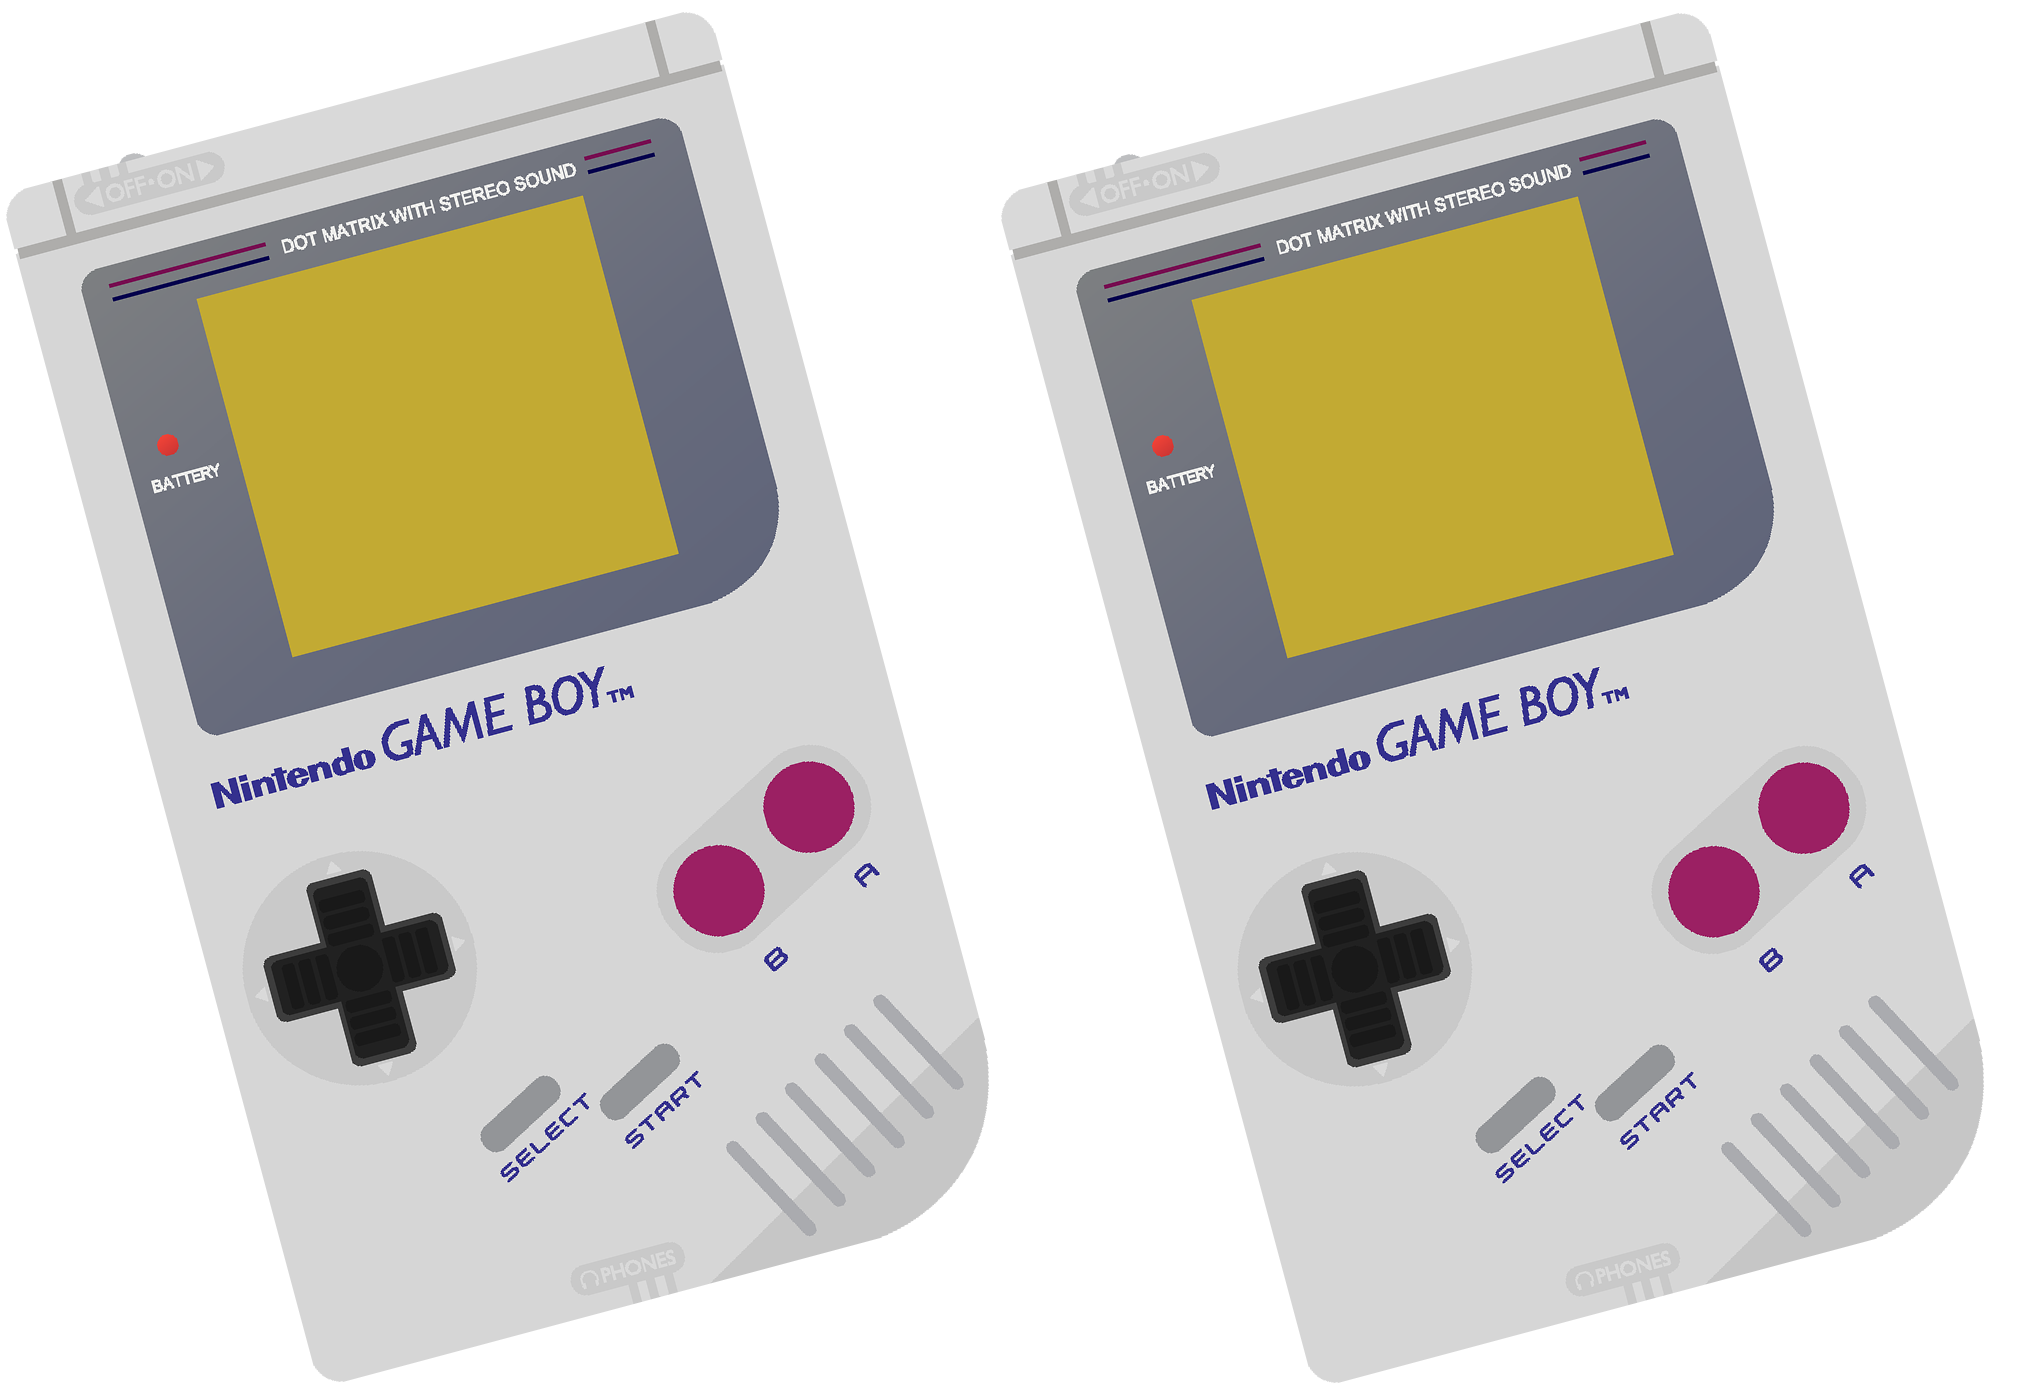 OFF•ON
DOT MATRIX WITH STEREO SOUND
BATTERY
Nintendo GAME BOY™
A
B
SELECT
START
PHONES
OFF•ON
DOT MATRIX WITH STEREO SOUND
BATTERY
Nintendo GAME BOY™
A
B
SELECT
START
PHONES